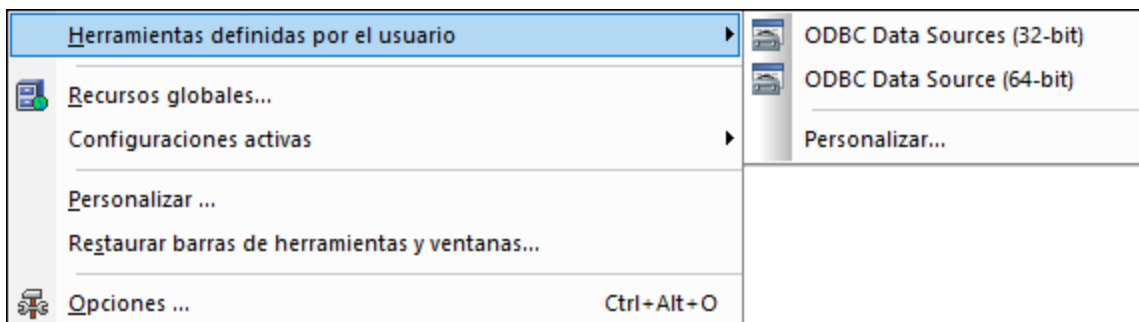 Herramientas definidas por el usuario
Recursos globales...
Configuraciones activas
Personalizar ...
Restaurar barras de herramientas y ventanas...
Opciones ... Ctrl+Alt+O
ODBC Data Sources (32-bit)
ODBC Data Source (64-bit)
Personalizar...